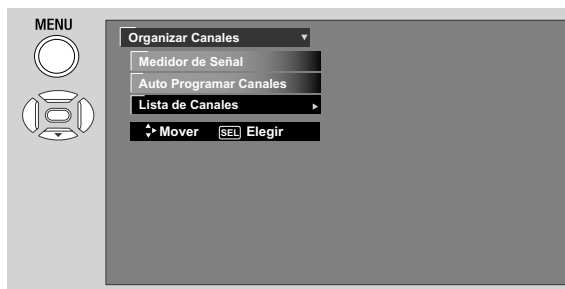 MENU
Organizar Canales
Medidor de Señal
Auto Programar Canales
Lista de Canales
Mover SEL Elegir